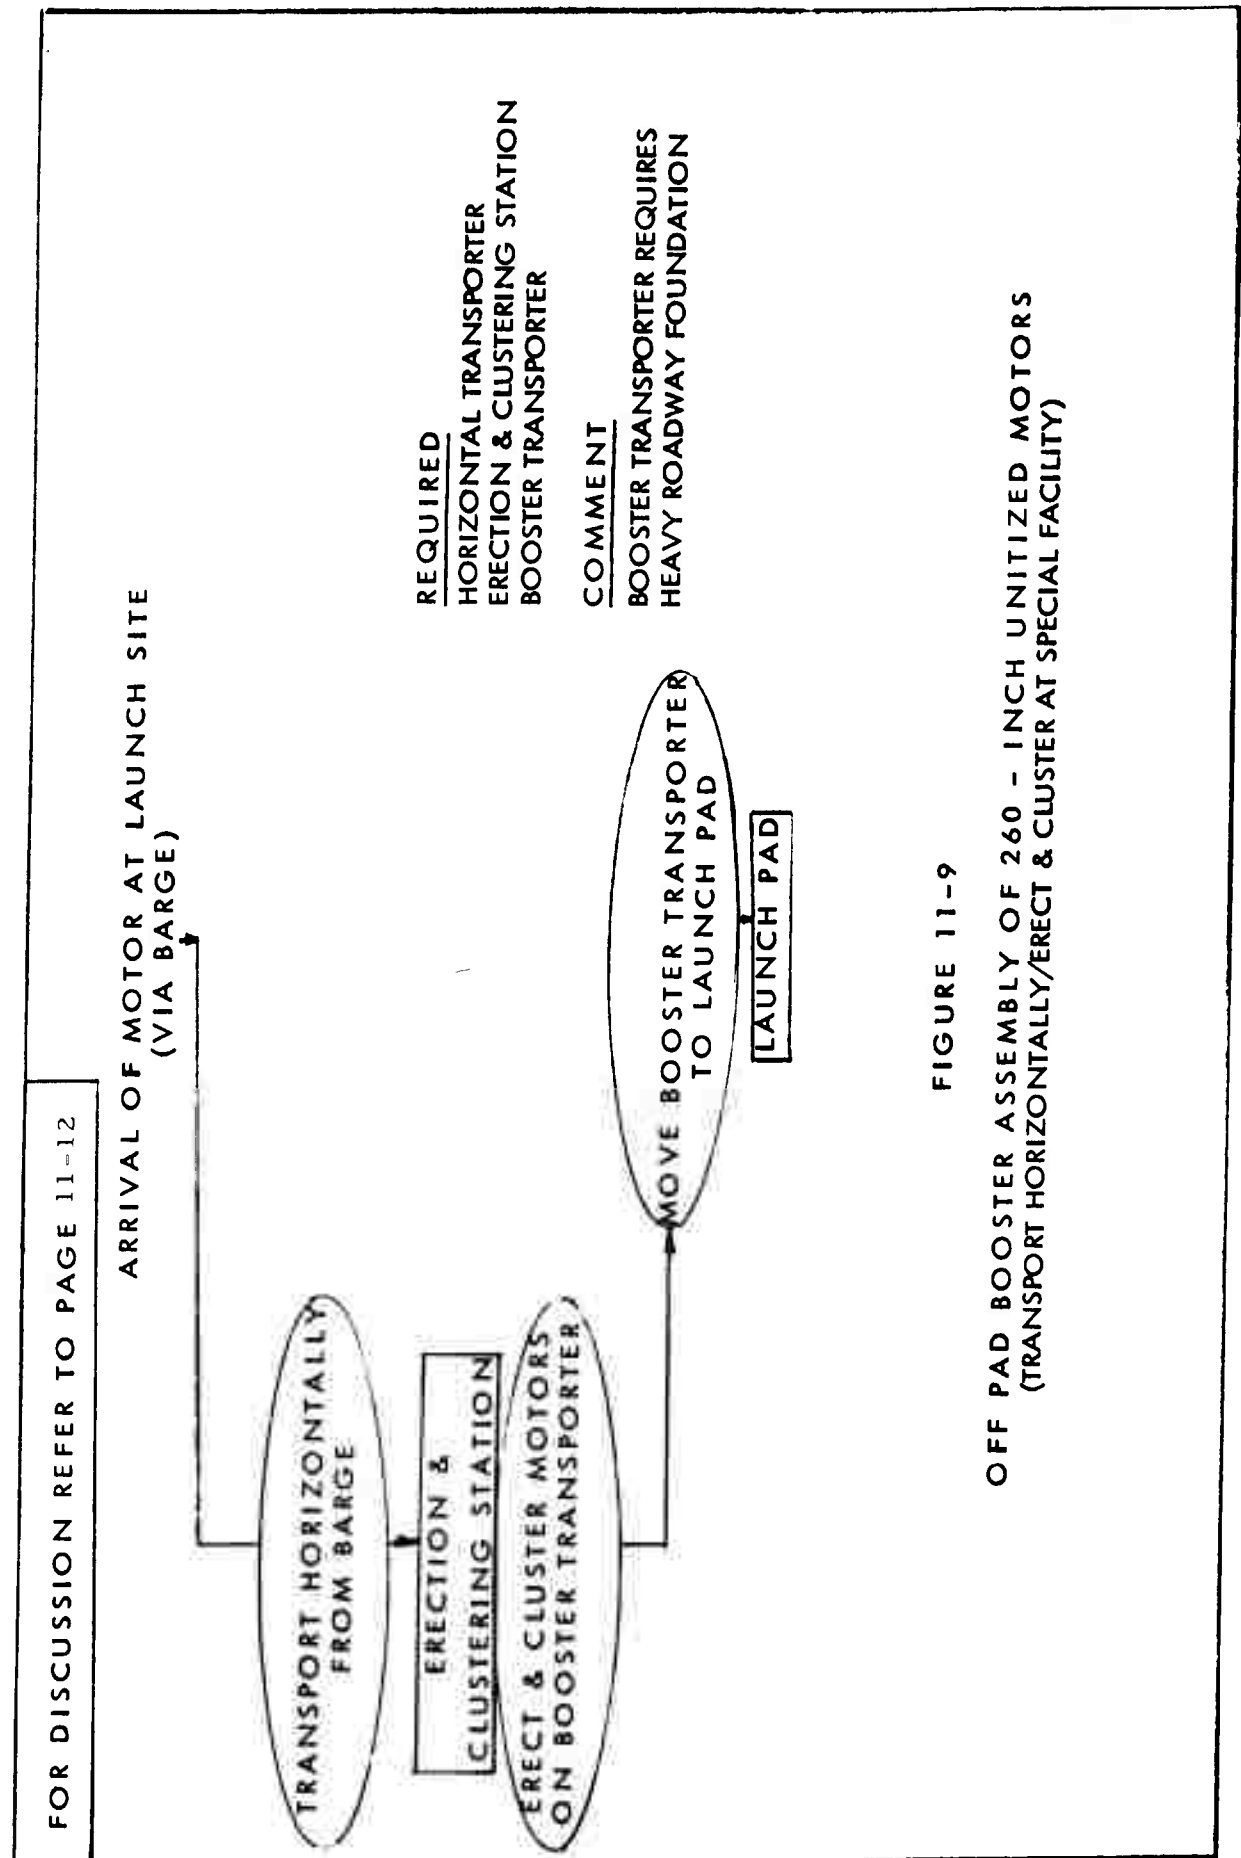 FOR DISCUSSION REFER TO PAGE 11-12
ARRIVAL OF MOTOR AT LAUNCH SITE
(VIA BARGE)
TRANSPORT HORIZONTALLY
FROM BARGE
ERECTION &
CLUSTERING STATION
ERECT & CLUSTER MOTORS
ON BOOSTER TRANSPORTER
MOVE BOOSTER TRANSPORTER
TO LAUNCH PAD
LAUNCH PAD
REQUIRED
HORIZONTAL TRANSPORTER
ERECTION & CLUSTERING STATION
BOOSTER TRANSPORTER
COMMENT
BOOSTER TRANSPORTER REQUIRES
HEAVY ROADWAY FOUNDATION
FIGURE 11-9
OFF PAD BOOSTER ASSEMBLY OF 260 - INCH UNITIZED MOTORS
(TRANSPORT HORIZONTALLY/ERECT & CLUSTER AT SPECIAL FACILITY)